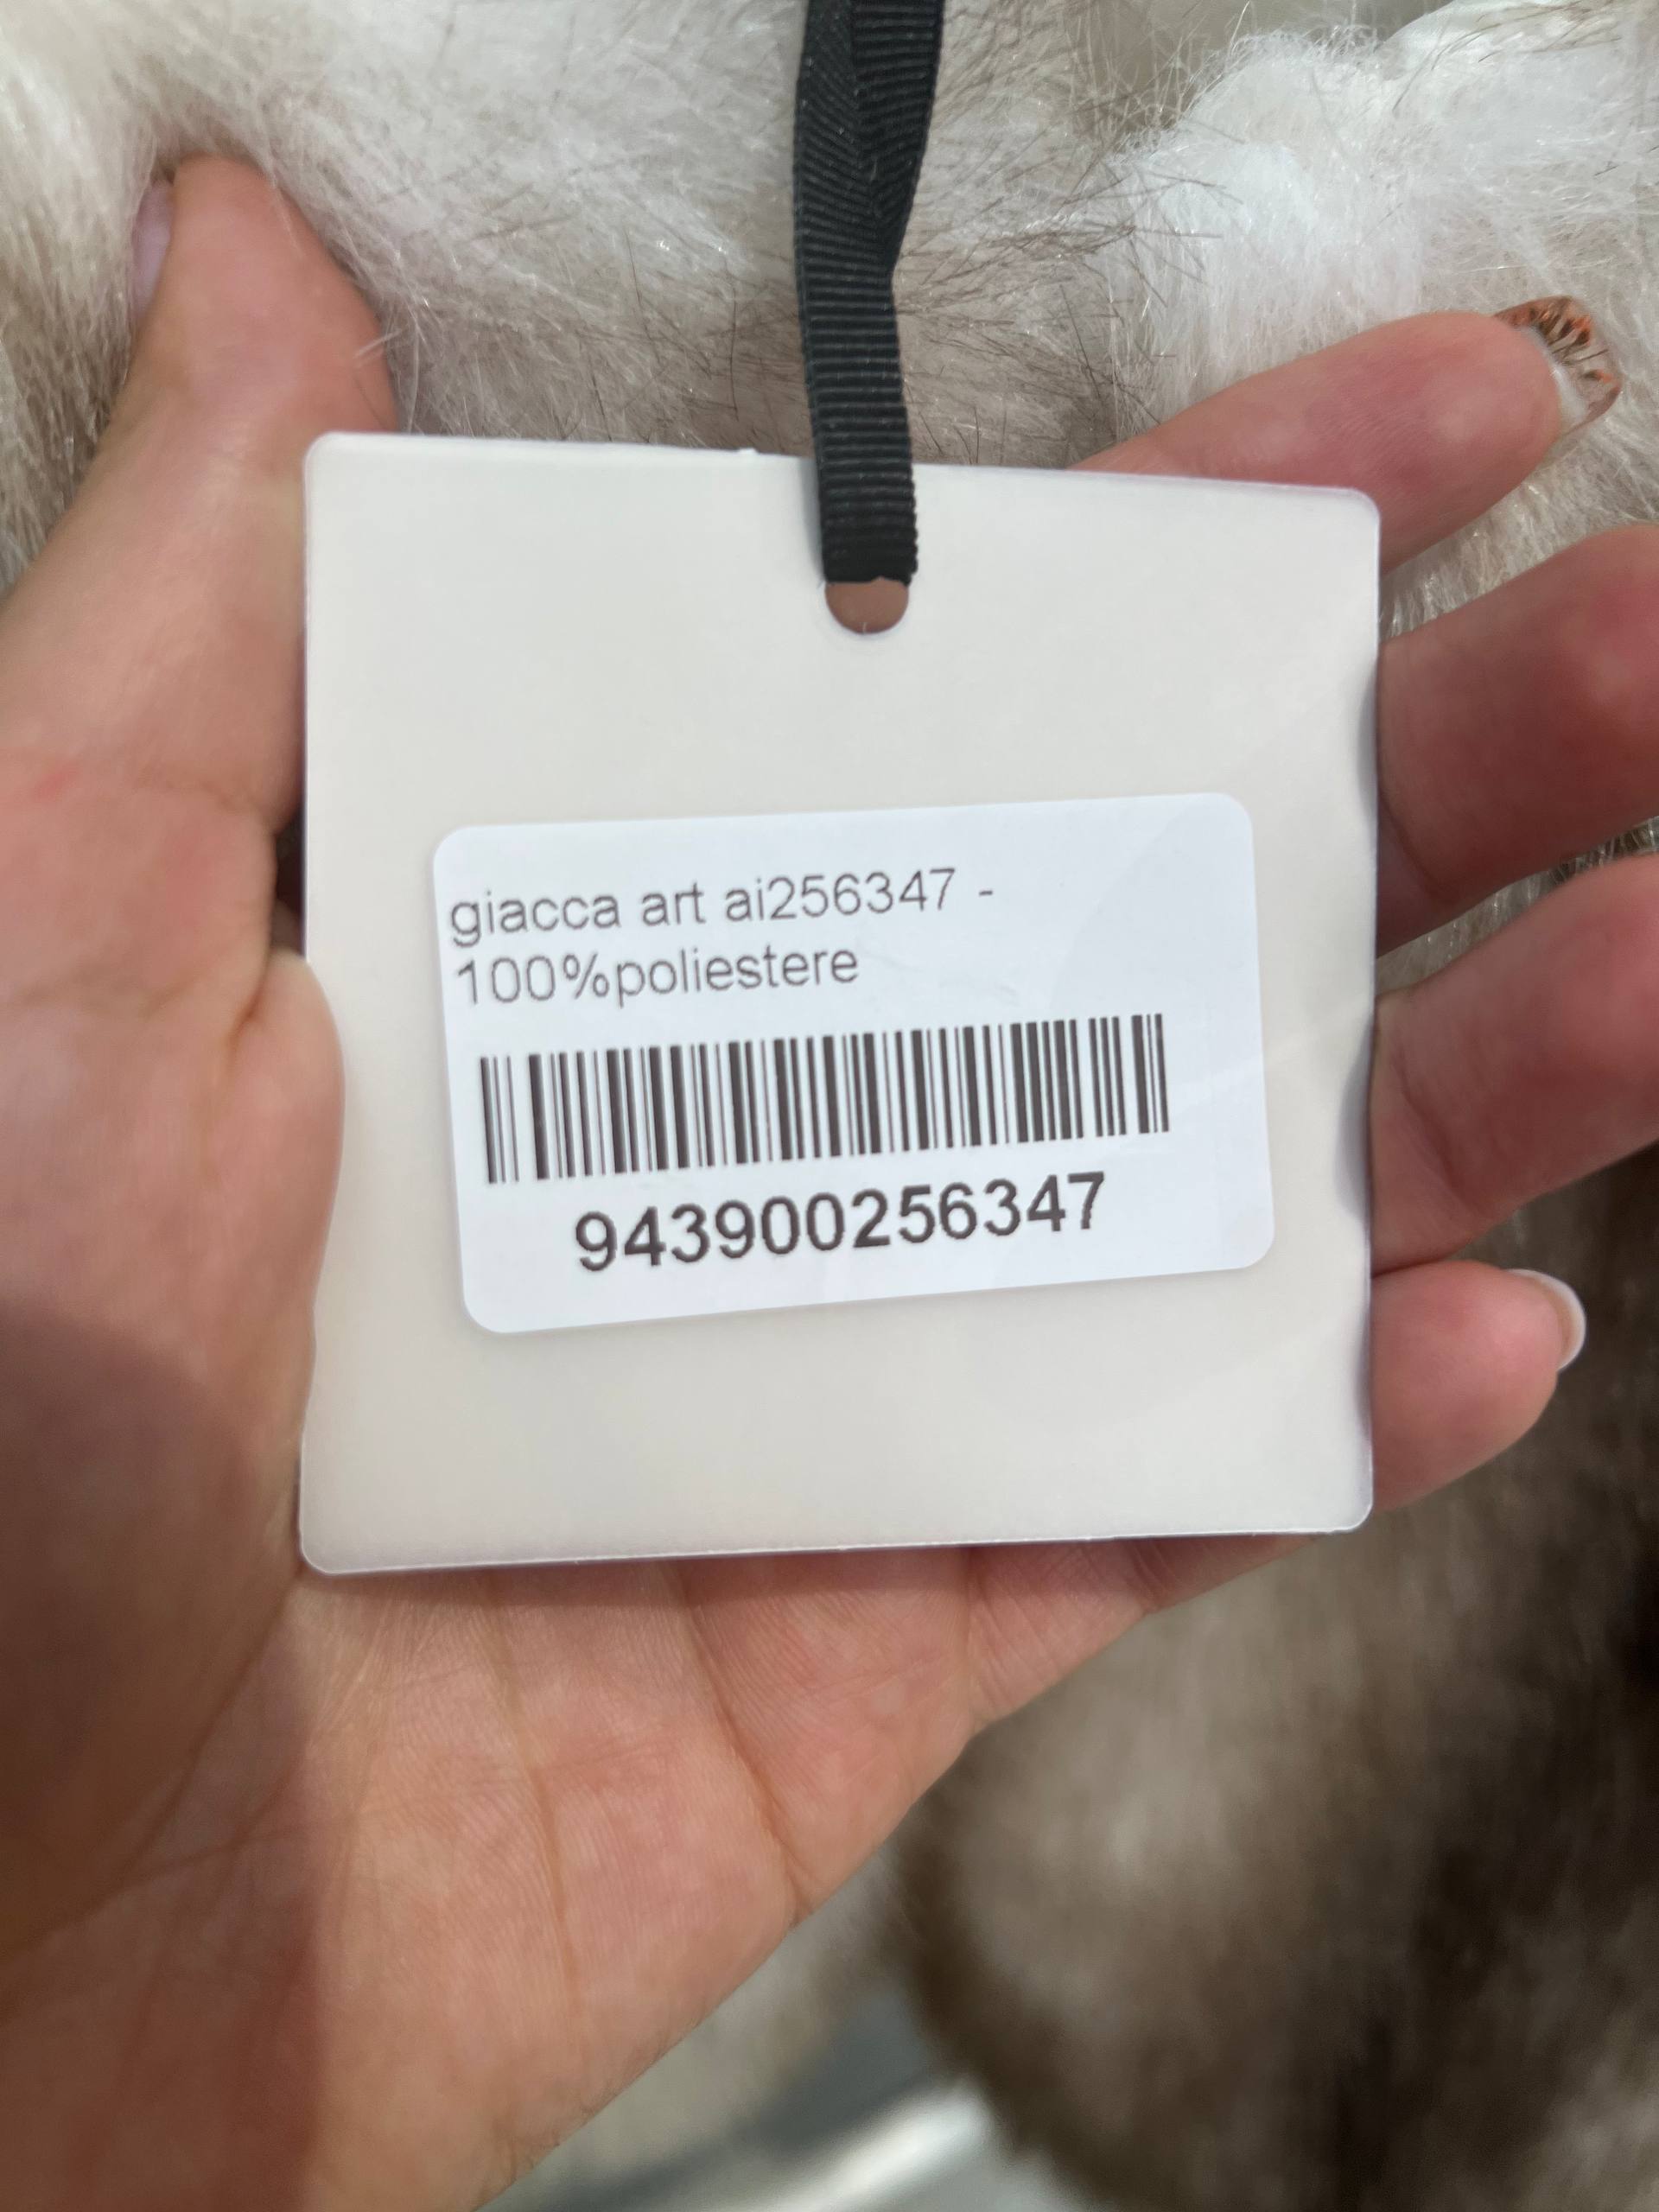 giacca art ai256347 -
100%poliestere
943900256347